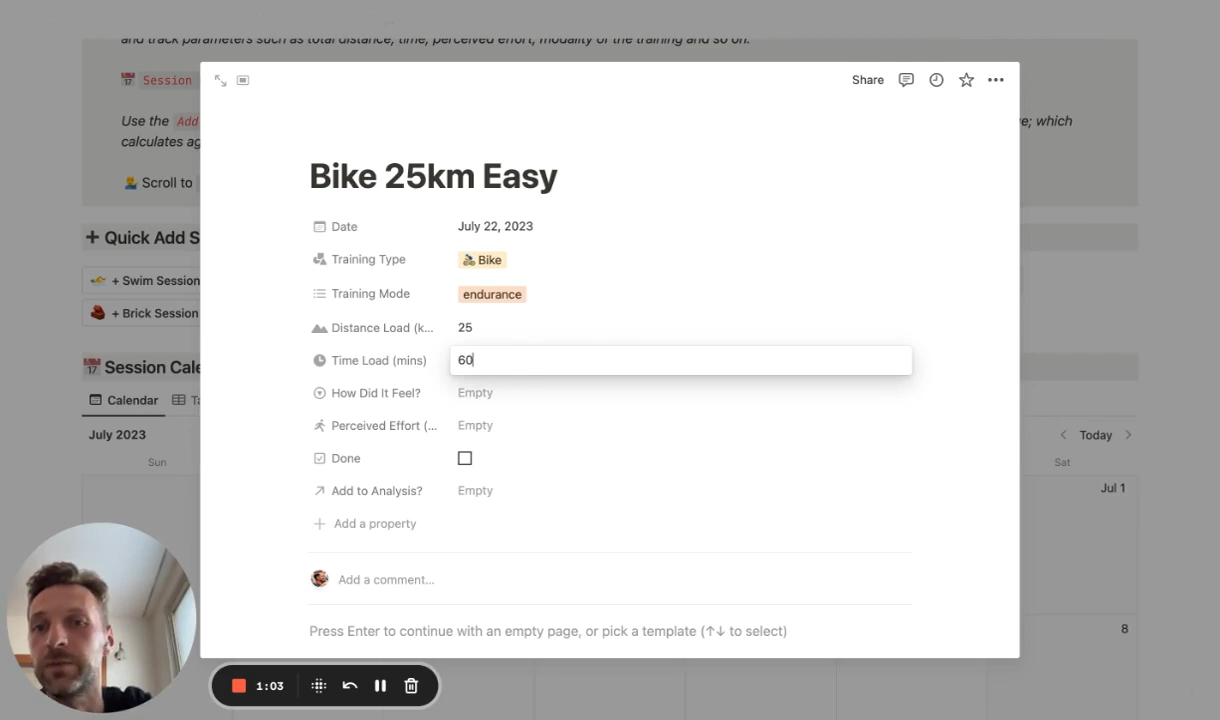 and track parameters such as total distance, time, perceived effort, modality of the training and so on.
Session
Use the Add
e; which
calculates ag
Scroll to
Share
Bike 25km Easy
Date July 22, 2023
Training Type Bike
Training Mode endurance
Distance Load (k... 25
Time Load (mins) 60
How Did It Feel? Empty
Perceived Effort (... Empty
Done
Add to Analysis? Empty
Add a property
Add a comment...
Press Enter to continue with an empty page, or pick a template (↑↓ to select)
+ Quick Add S
+ Swim Session
+ Brick Session
Session Cale
Calendar Ta
July 2023
Today
Sun
Sat
Jul 1
8
1:03